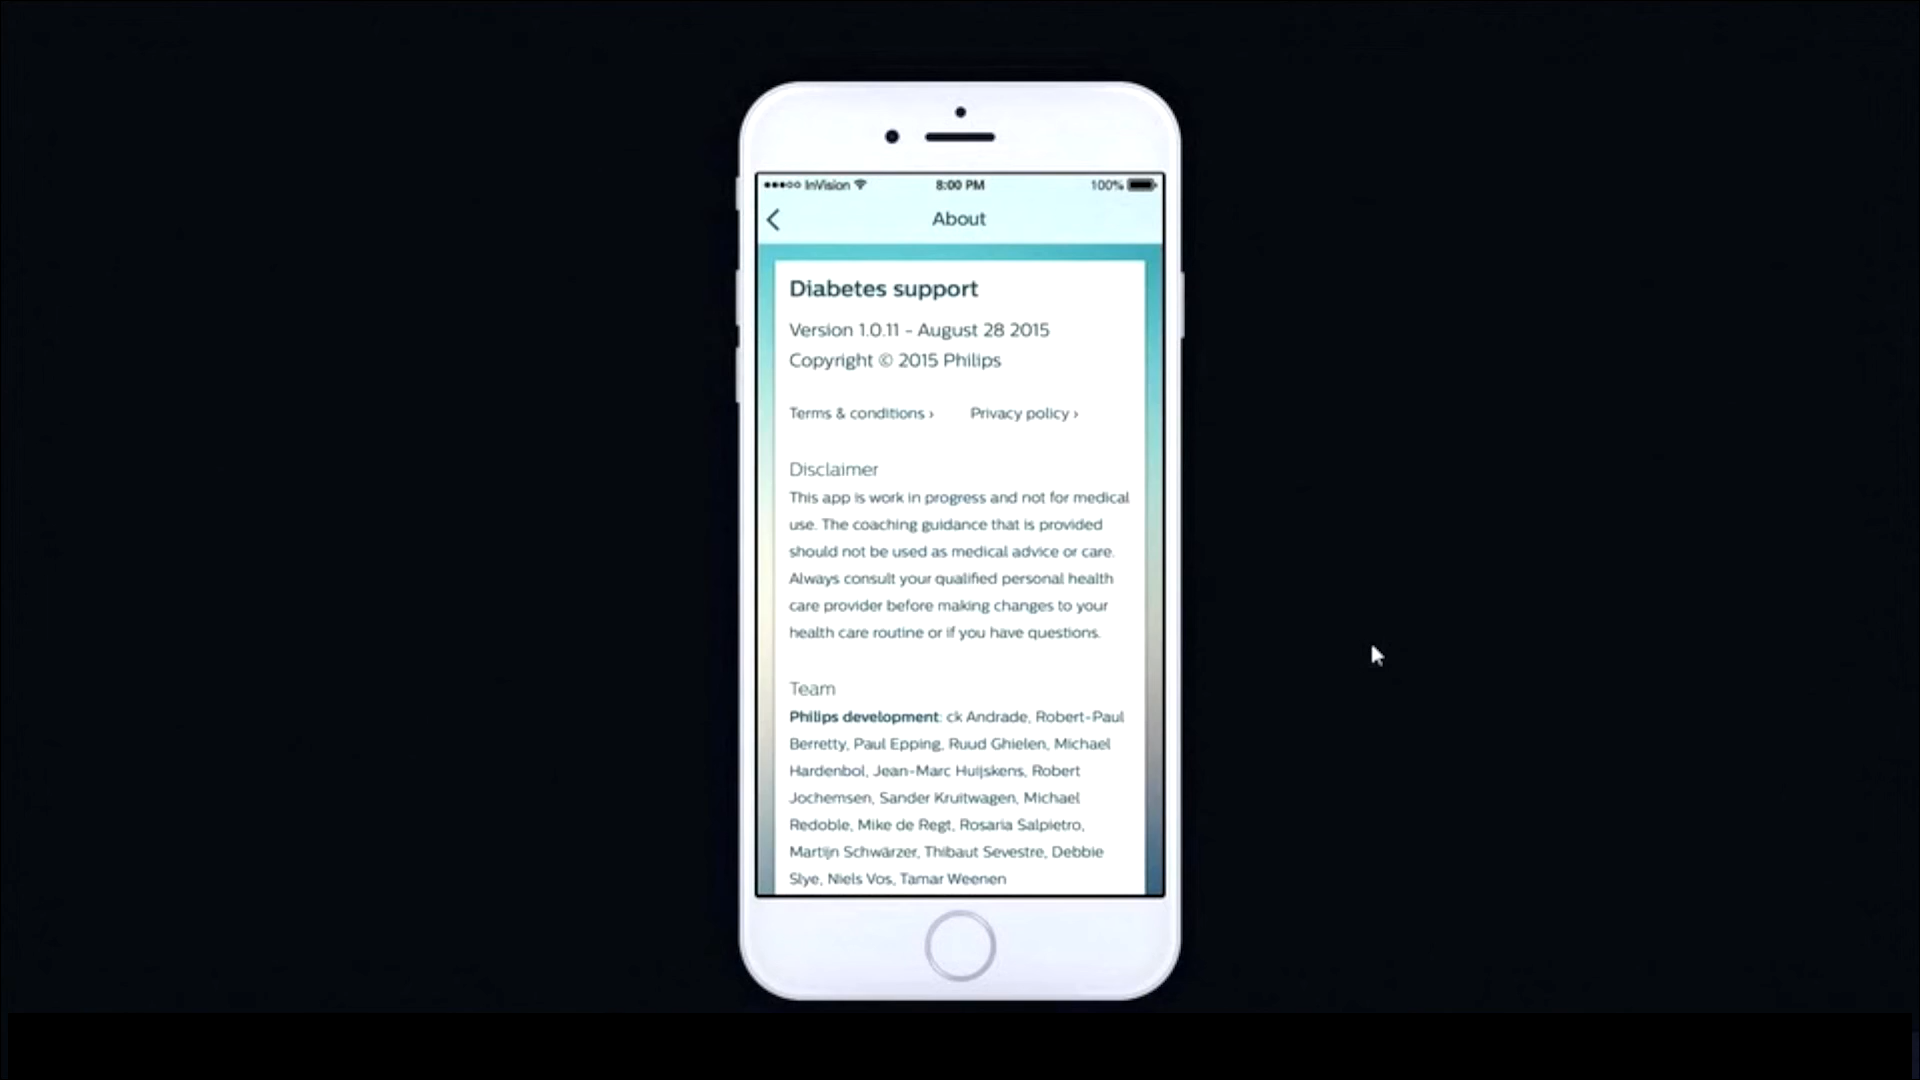 InVision 8:00 PM 100%
About
Diabetes support
Version 1.0.11 - August 28 2015
Copyright © 2015 Philips
Terms & conditions › Privacy policy ›
Disclaimer
This app is work in progress and not for medical
use. The coaching guidance that is provided
should not be used as medical advice or care.
Always consult your qualified personal health
care provider before making changes to your
health care routine or if you have questions.
Team
Philips development: ck Andrade, Robert-Paul
Berretty, Paul Epping, Ruud Ghielen, Michael
Hardenbol, Jean-Marc Huijskens, Robert
Jochemsen, Sander Kruitwagen, Michael
Redoble, Mike de Regt, Rosaria Salpietro,
Martijn Schwärzer, Thibaut Sevestre, Debbie
Slye, Niels Vos, Tamar Weenen